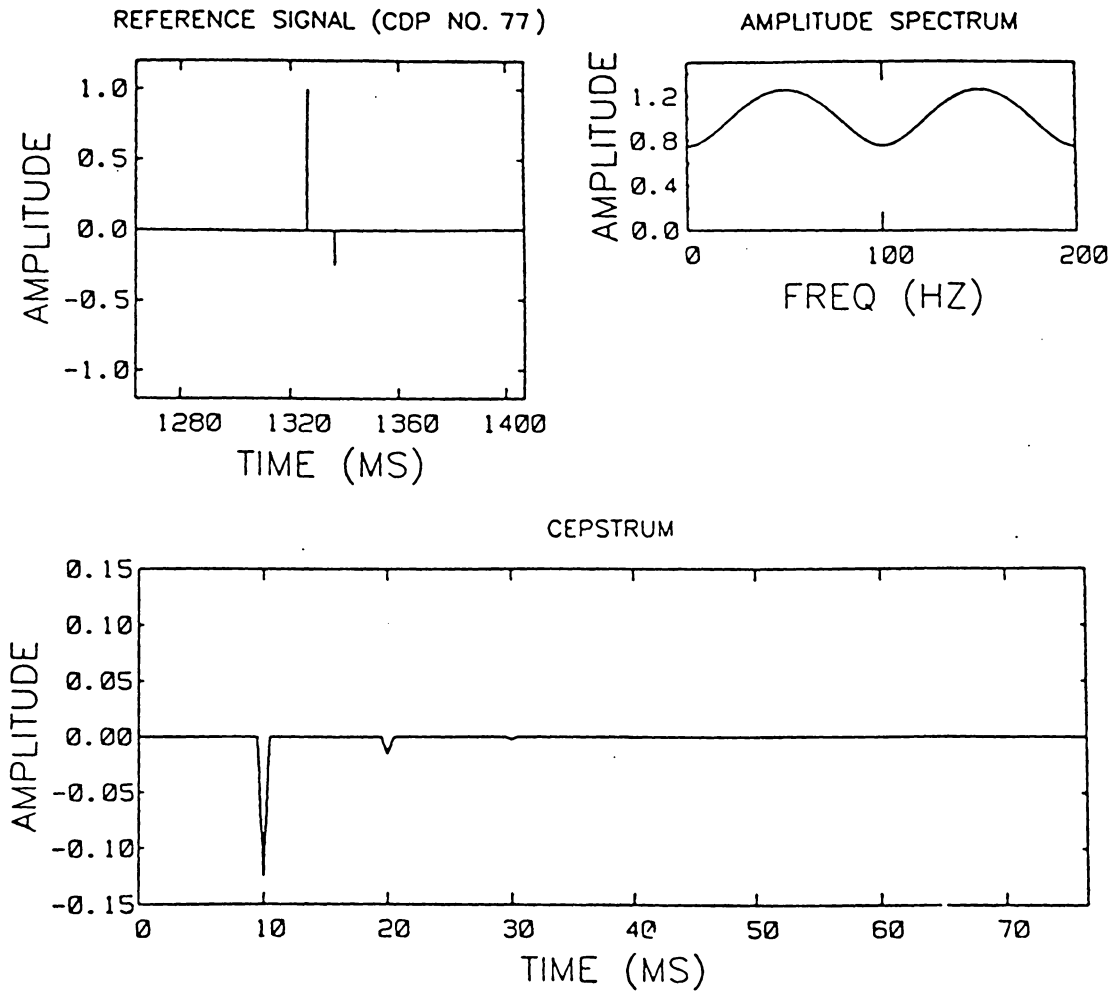 REFERENCE SIGNAL (CDP NO. 77)
AMPLITUDE
1.0
0.5
0.0
-0.5
-1.0
1280 1320 1360 1400
TIME (MS)
AMPLITUDE SPECTRUM
AMPLITUDE
1.2
0.8
0.4
0.0
0 100 200
FREQ (HZ)
CEPSTRUM
AMPLITUDE
0.15
0.10
0.05
0.00
-0.05
-0.10
-0.15
0 10 20 30 40 50 60 70
TIME (MS)